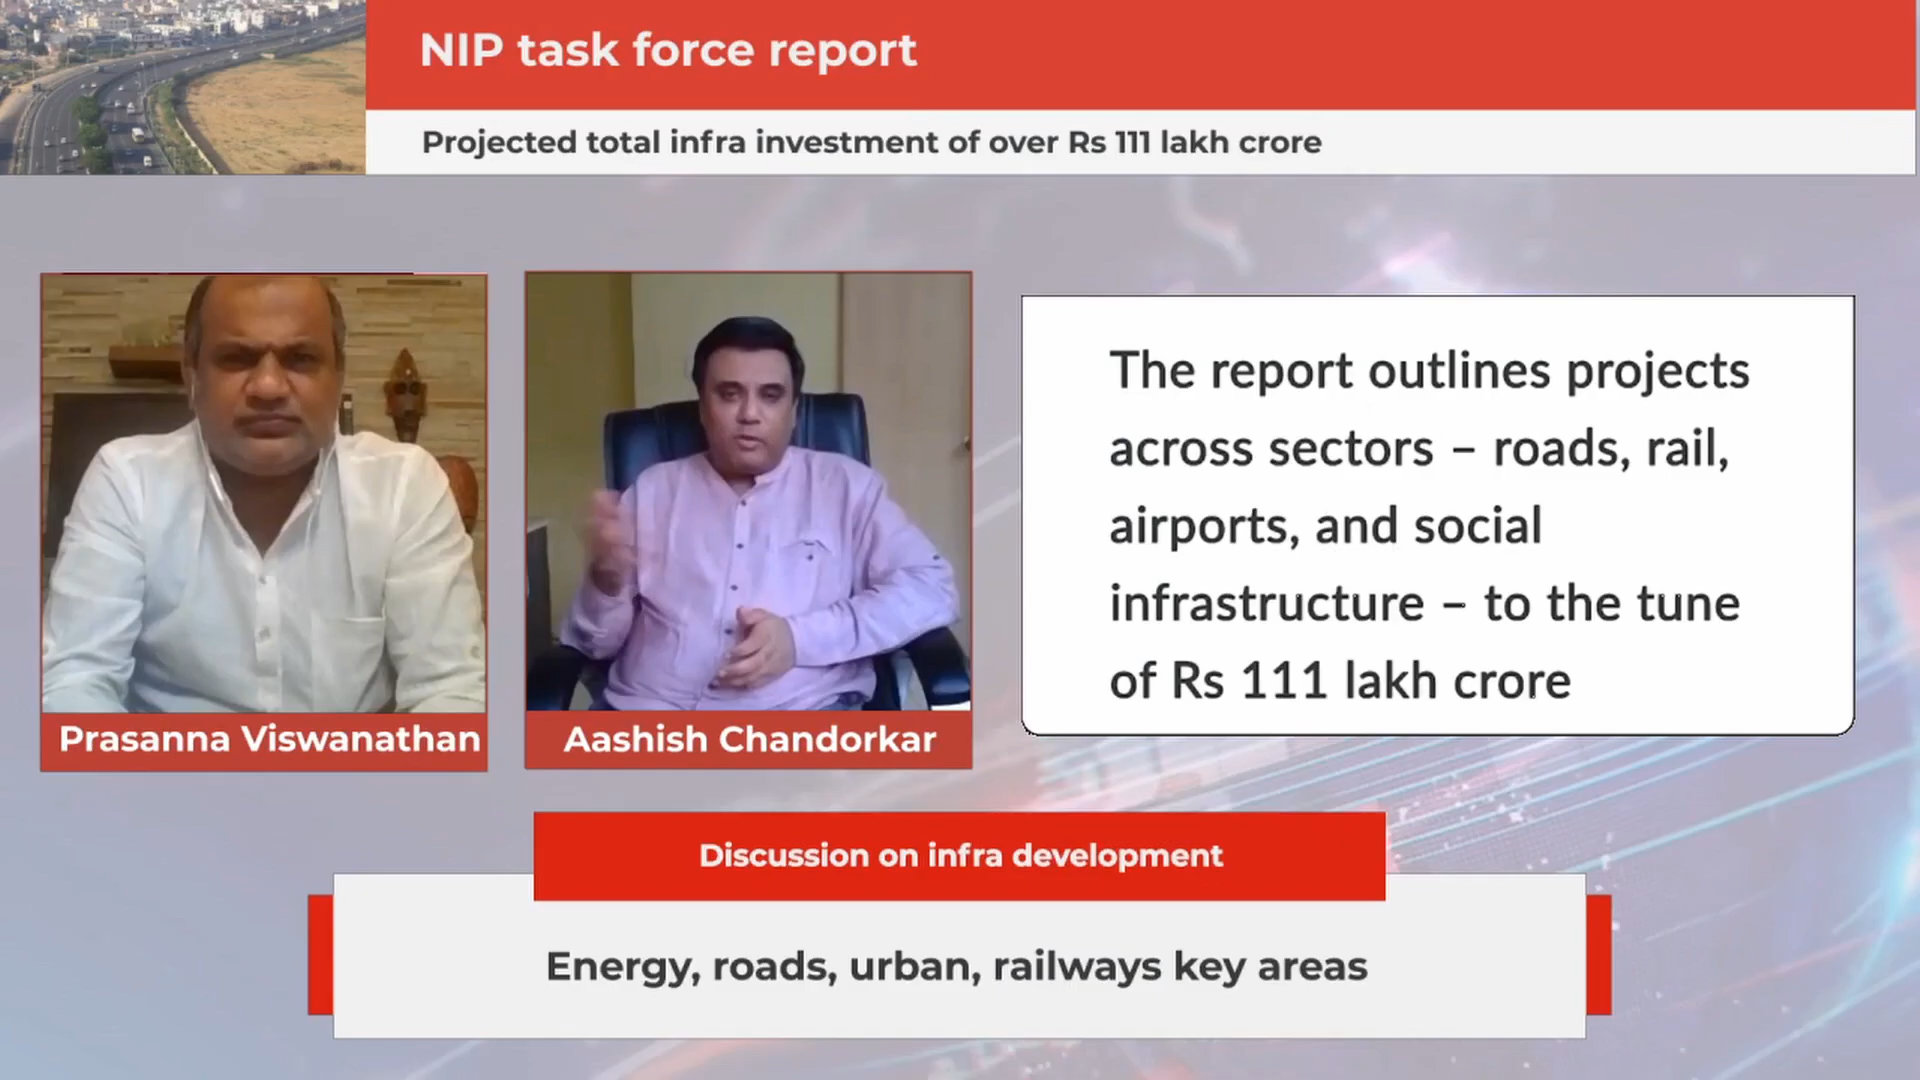 NIP task force report
Projected total infra investment of over Rs 111 lakh crore
Prasanna Viswanathan
Aashish Chandorkar
The report outlines projects
across sectors – roads, rail,
airports, and social
infrastructure – to the tune
of Rs 111 lakh crore
Discussion on infra development
Energy, roads, urban, railways key areas